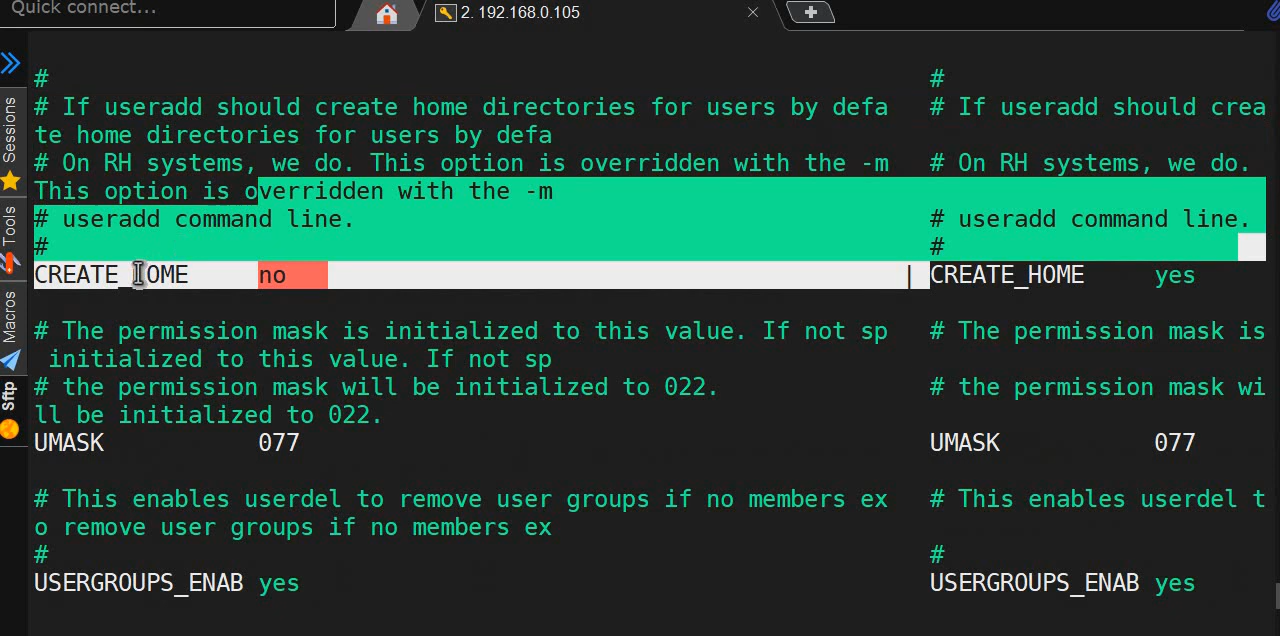 Quick connect...
2. 192.168.0.105
Sessions
Tools
Macros
Sftp
# #
# If useradd should create home directories for users by defa # If useradd should crea
te home directories for users by defa
# On RH systems, we do. This option is overridden with the -m # On RH systems, we do.
This option is overridden with the -m
# useradd command line. # useradd command line.
# #
CREATE_HOME no | CREATE_HOME yes
# The permission mask is initialized to this value. If not sp # The permission mask is
initialized to this value. If not sp
# the permission mask will be initialized to 022. # the permission mask wi
ll be initialized to 022.
UMASK 077 UMASK 077
# This enables userdel to remove user groups if no members ex # This enables userdel t
o remove user groups if no members ex
# #
USERGROUPS_ENAB yes USERGROUPS_ENAB yes